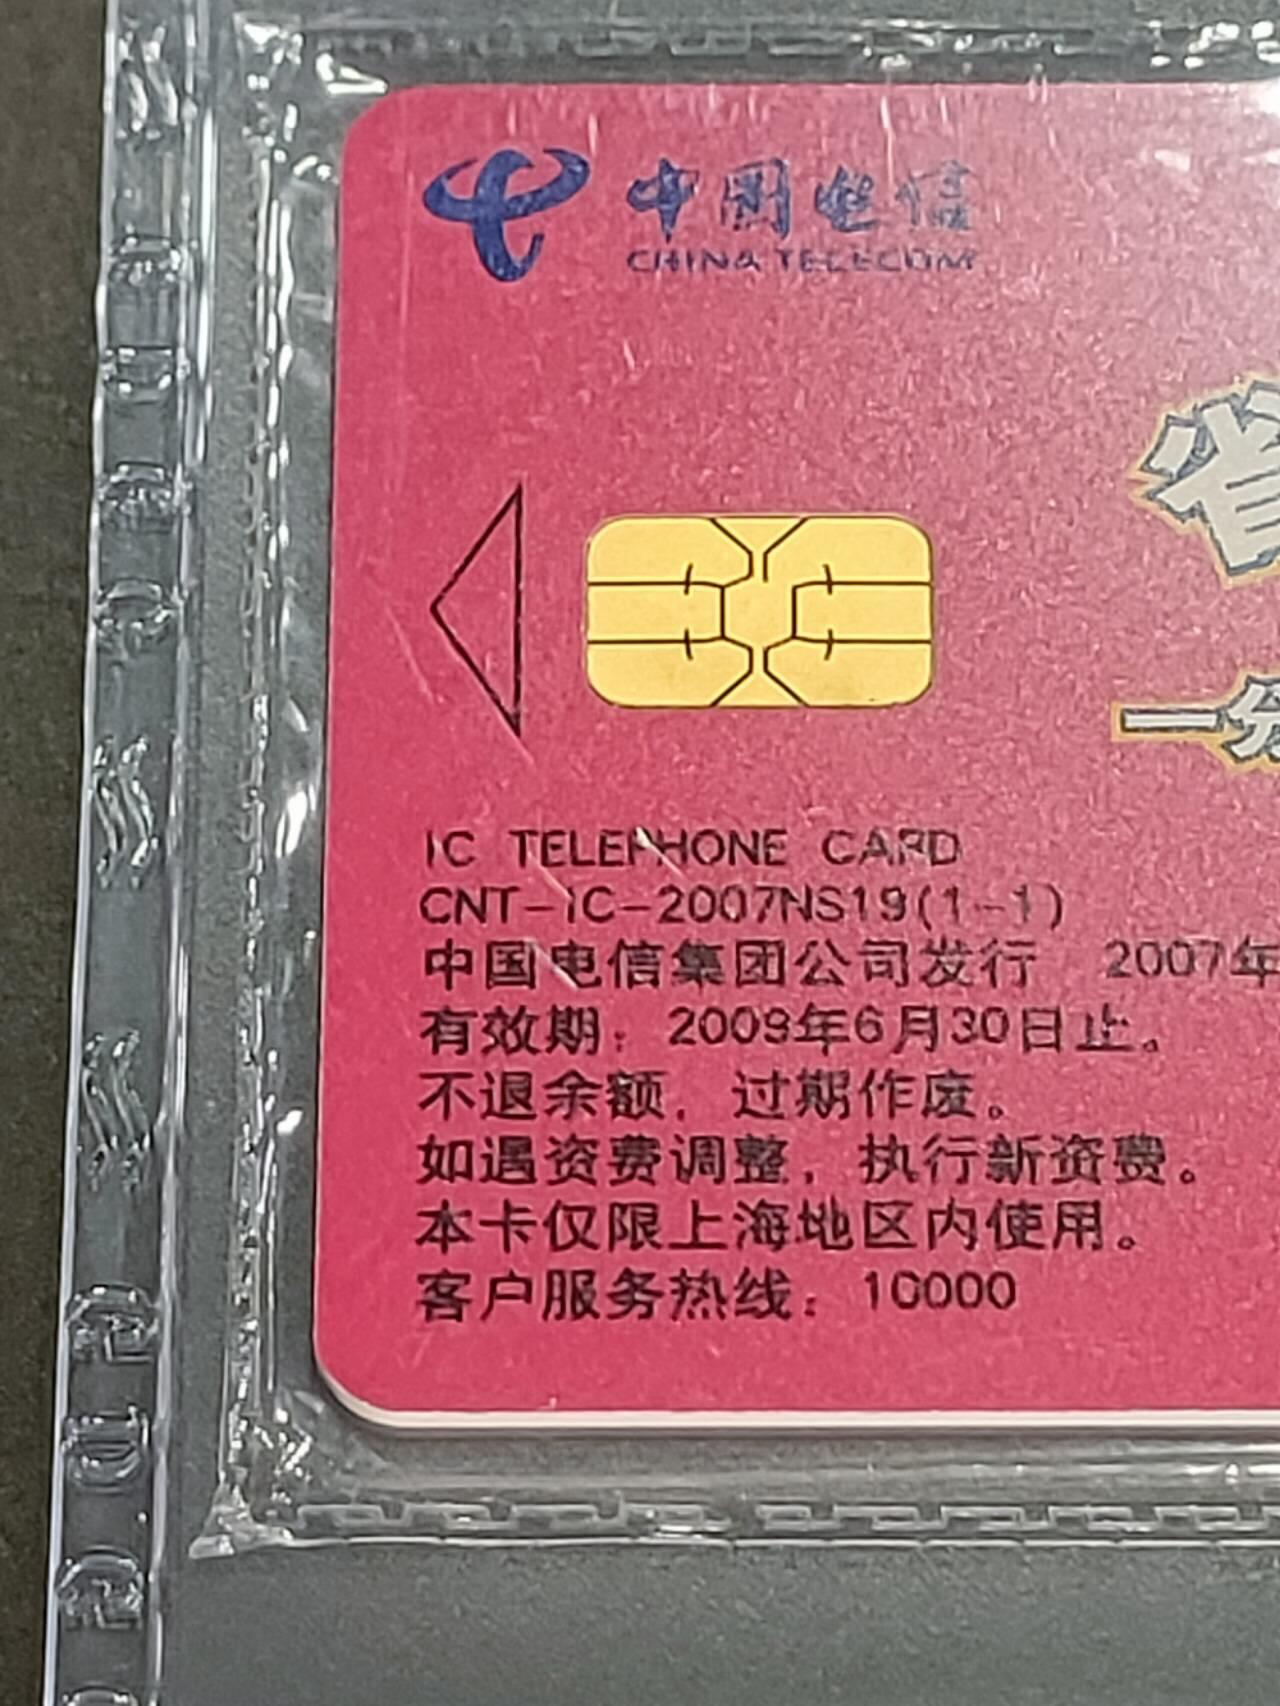 中国电信
CHINA TELECOM
省
一分
IC TELEPHONE CARD
CNT-IC-2007NS19(1-1)
中国电信集团公司发行 2007年
有效期：2009年6月30日止。
不退余额，过期作废。
如遇资费调整，执行新资费。
本卡仅限上海地区内使用。
客户服务热线：10000